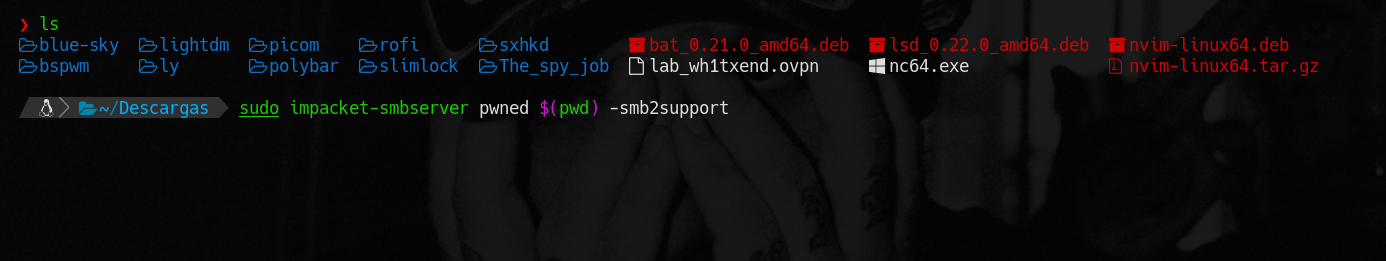 ❯ ls
blue-sky lightdm picom rofi sxhkd bat_0.21.0_amd64.deb lsd_0.22.0_amd64.deb nvim-linux64.deb
bspwm ly polybar slimlock The_spy_job lab_wh1txend.ovpn nc64.exe nvim-linux64.tar.gz
~/Descargas sudo impacket-smbserver pwned $(pwd) -smb2support